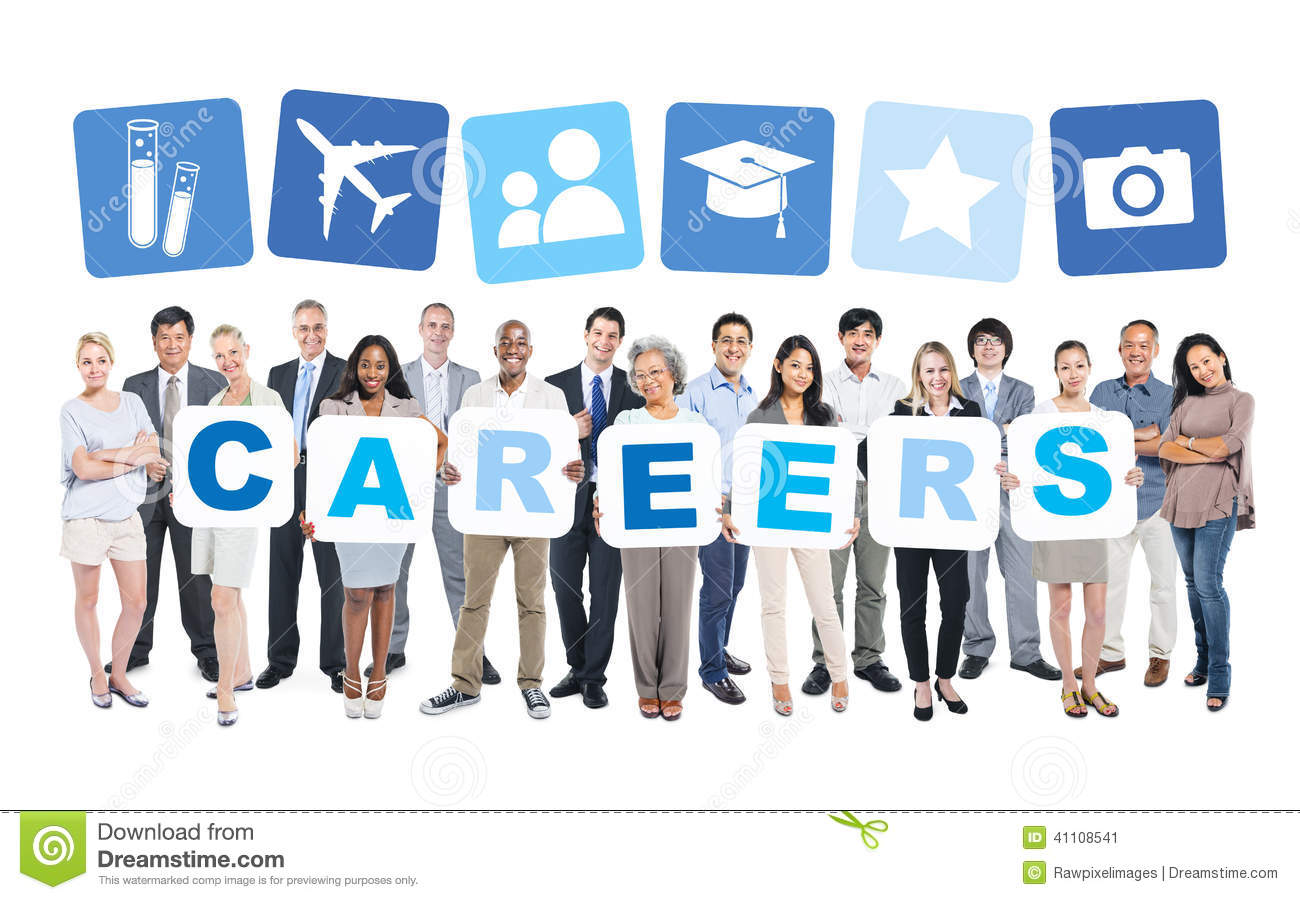 CAREERS
Download from
Dreamstime.com
This watermarked comp image is for previewing purposes only.
ID 41108541
© Rawpixelimages | Dreamstime.com
dreamstime